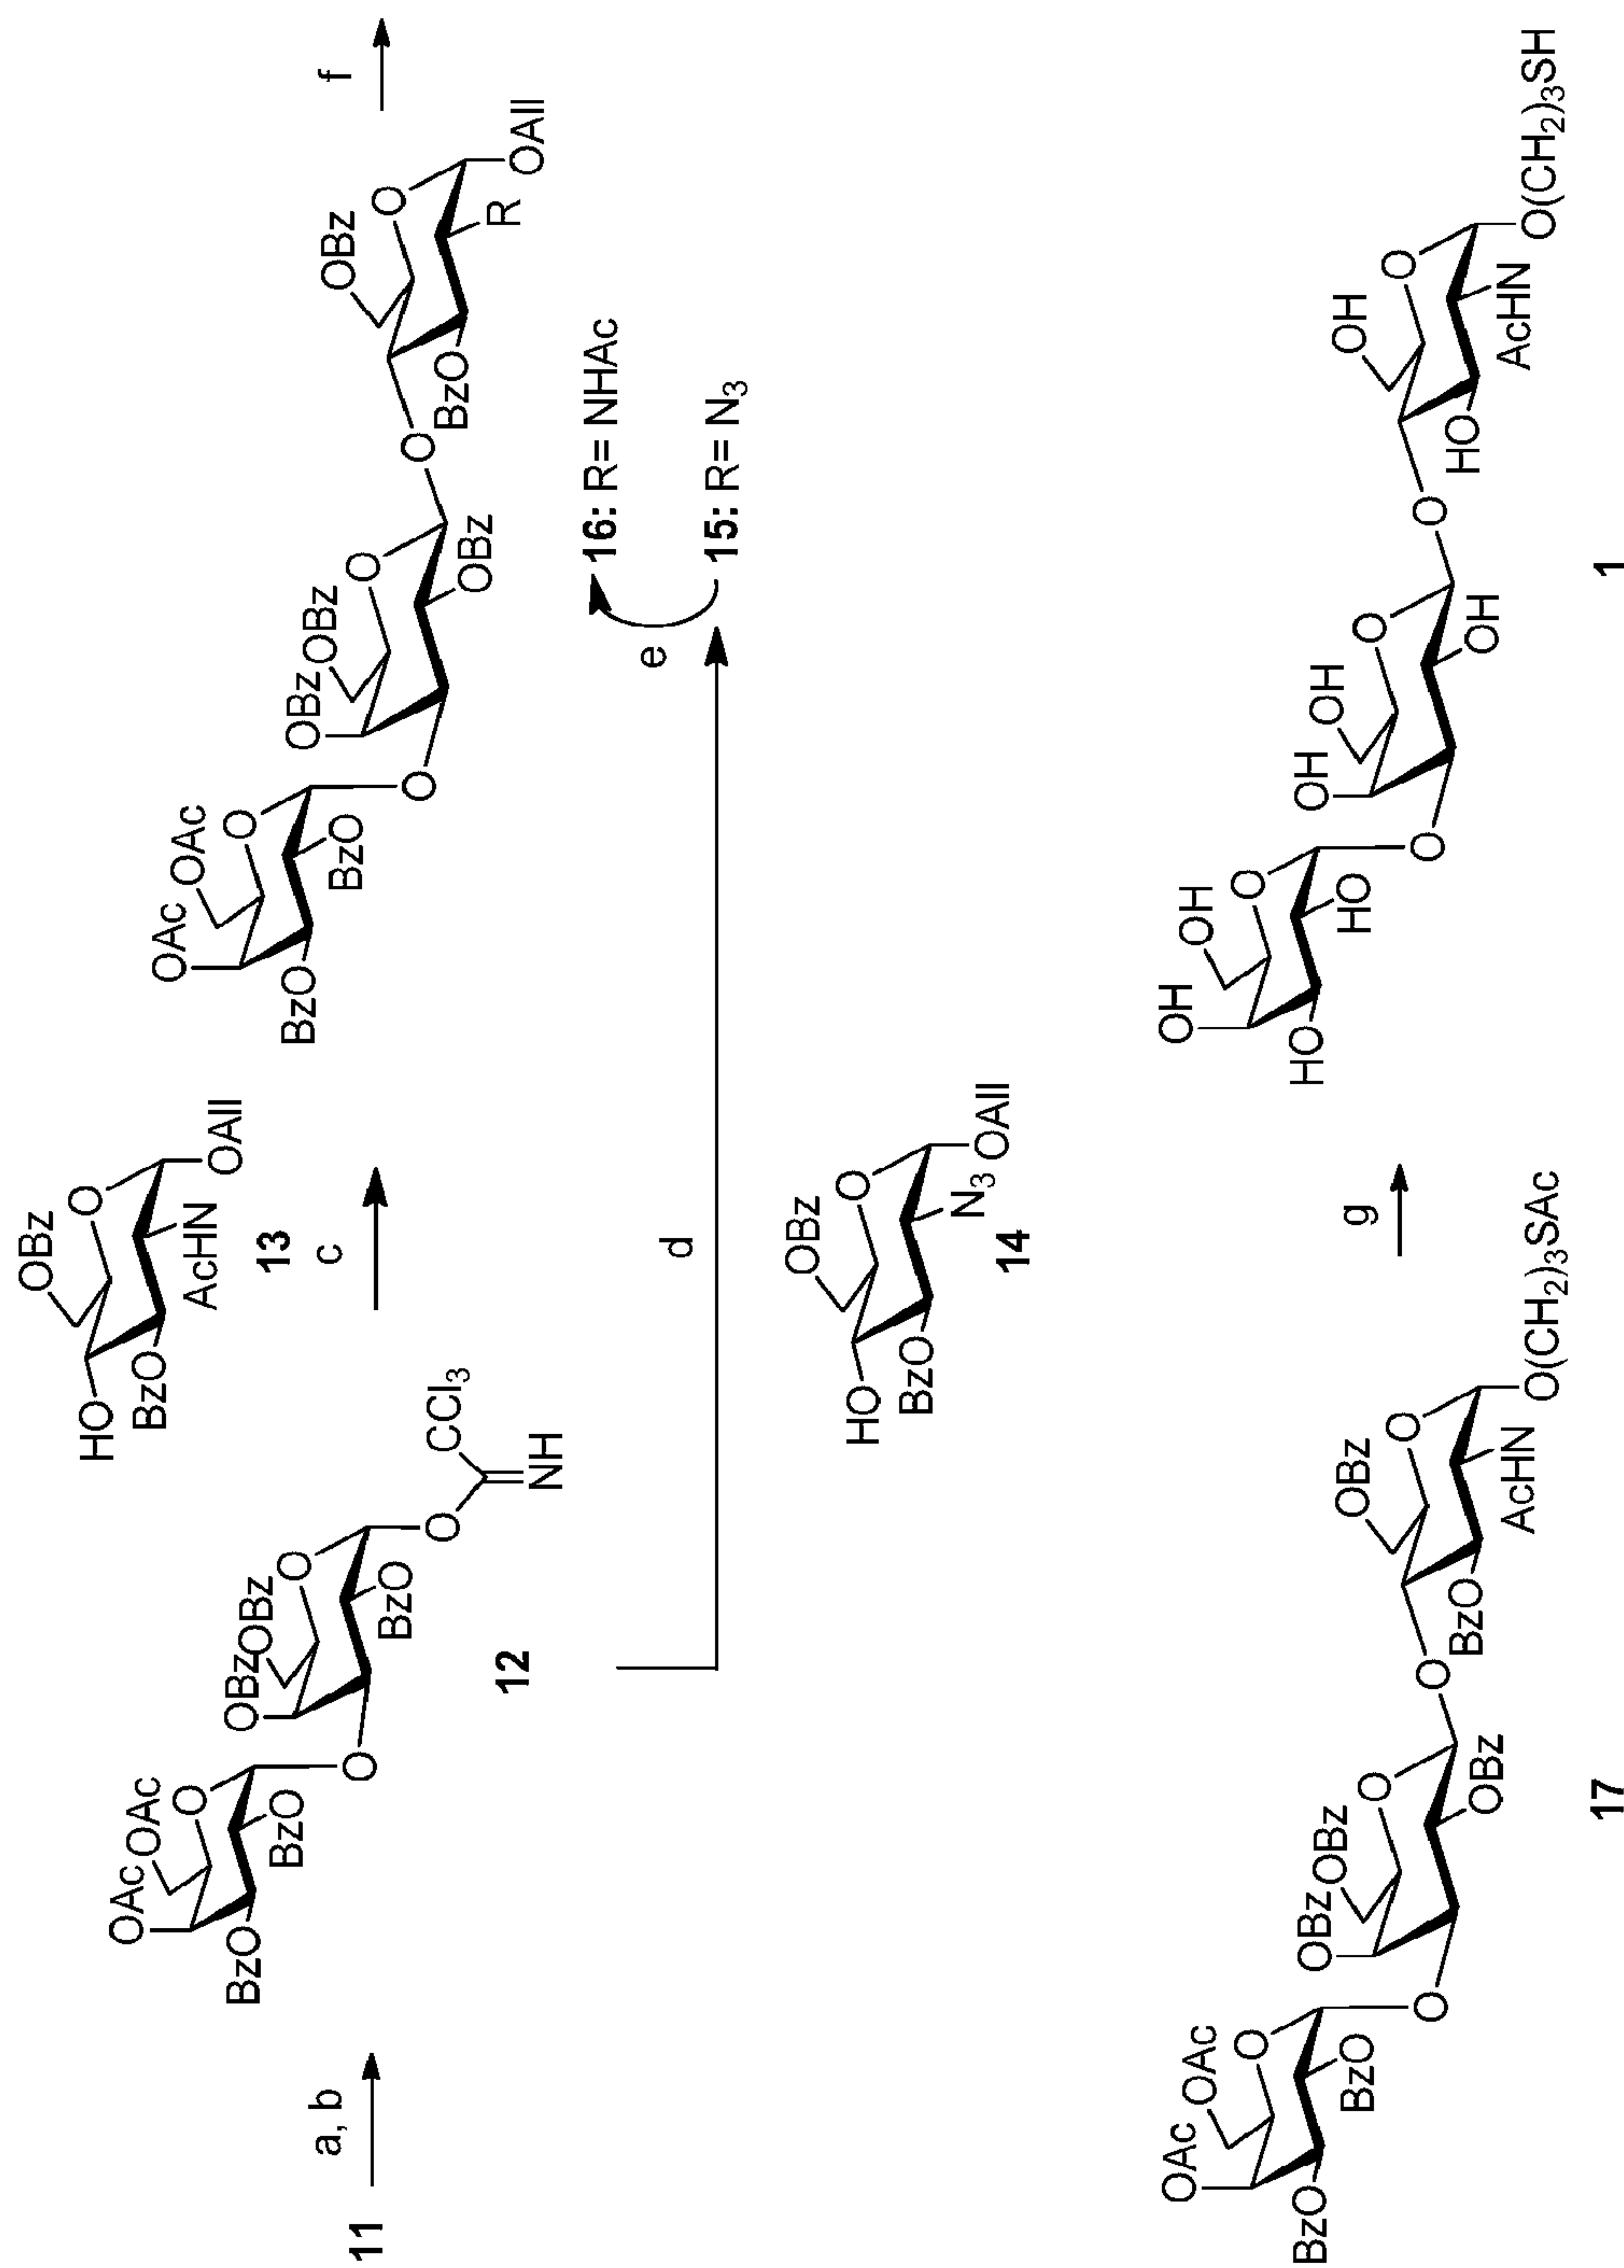 11
a, b
OAc
OAc
O
BzO
BzO
O
OBz
OBz
O
BzO
O
CCl3
NH
12
OBz
HO
O
BzO
AcHN
OAll
13
c
OAc
OAc
O
BzO
BzO
O
OBz
OBz
O
OBz
O
OBz
O
BzO
R
OAll
f
16: R= NHAc
e
15: R= N3
d
OBz
HO
O
BzO
N3
OAll
14
OAc
OAc
O
BzO
BzO
O
OBz
OBz
O
OBz
O
OBz
O
BzO
AcHN
O(CH2)3SAc
17
g
OH
OH
O
HO
HO
O
OH
OH
O
OH
O
OH
O
HO
AcHN
O(CH2)3SH
1